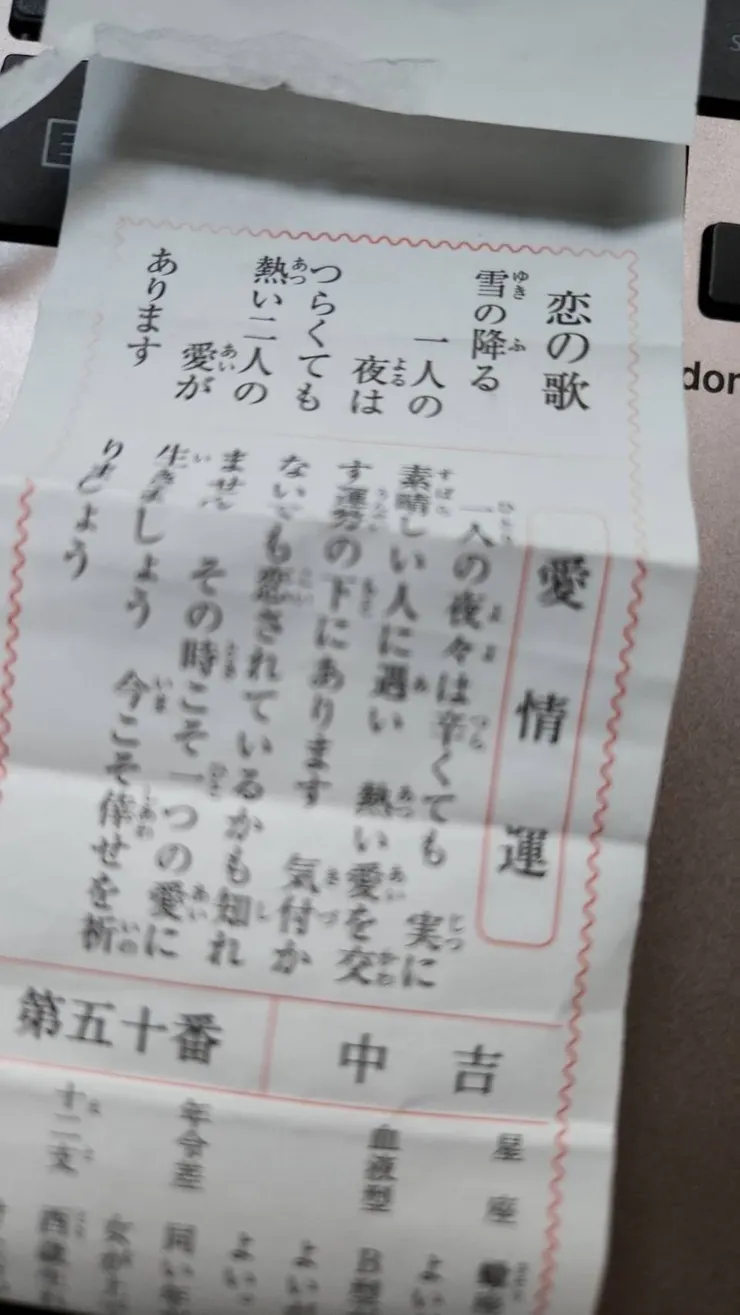 恋の歌
雪の降る
一人の
夜は
つらくても
熱い二人の
愛が
あります
愛情運
一人の夜々は辛くても 実に
素晴しい人に遇い 熱い愛を交
す運勢の下にあります 気付か
ないでも恋されているかも知れ
ません その時こそ一つの愛に
生きましょう 今こそ倖せを祈
りましょう
中吉
第五十番
星座
血液型
B型
年令差
同い年
十二支
don